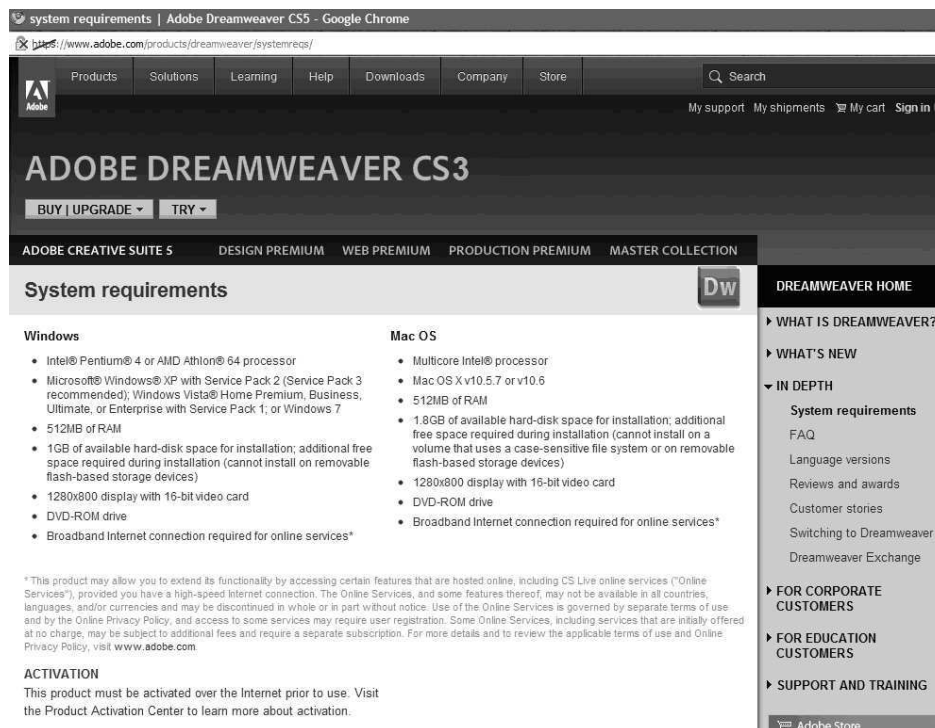 system requirements | Adobe Dreamweaver CS5 - Google Chrome
https://www.adobe.com/products/dreamweaver/systemreqs/
Products Solutions Learning Help Downloads Company Store Search
Adobe
My support My shipments My cart Sign in
ADOBE DREAMWEAVER CS3
BUY | UPGRADE TRY
ADOBE CREATIVE SUITE 5 DESIGN PREMIUM WEB PREMIUM PRODUCTION PREMIUM MASTER COLLECTION
System requirements
Dw
Windows
• Intel® Pentium® 4 or AMD Athlon® 64 processor
• Microsoft® Windows® XP with Service Pack 2 (Service Pack 3
recommended); Windows Vista® Home Premium, Business,
Ultimate, or Enterprise with Service Pack 1; or Windows 7
• 512MB of RAM
• 1GB of available hard-disk space for installation; additional free
space required during installation (cannot install on removable
flash-based storage devices)
• 1280x800 display with 16-bit video card
• DVD-ROM drive
• Broadband Internet connection required for online services*
Mac OS
• Multicore Intel® processor
• Mac OS X v10.5.7 or v10.6
• 512MB of RAM
• 1.8GB of available hard-disk space for installation; additional
free space required during installation (cannot install on a
volume that uses a case-sensitive file system or on removable
flash-based storage devices)
• 1280x800 display with 16-bit video card
• DVD-ROM drive
• Broadband Internet connection required for online services*
* This product may allow you to extend its functionality by accessing certain features that are hosted online, including CS Live online services ("Online
Services"), provided you have a high-speed Internet connection. The Online Services, and some features thereof, may not be available in all countries,
languages, and/or currencies and may be discontinued in whole or in part without notice. Use of the Online Services is governed by separate terms of use
and by the Online Privacy Policy, and access to some services may require user registration. Some Online Services, including services that are initially offered
at no charge, may be subject to additional fees and require a separate subscription. For more details and to review the applicable terms of use and Online
Privacy Policy, visit www.adobe.com.
ACTIVATION
This product must be activated over the Internet prior to use. Visit
the Product Activation Center to learn more about activation.
DREAMWEAVER HOME
WHAT IS DREAMWEAVER?
WHAT'S NEW
IN DEPTH
System requirements
FAQ
Language versions
Reviews and awards
Customer stories
Switching to Dreamweaver
Dreamweaver Exchange
FOR CORPORATE
CUSTOMERS
FOR EDUCATION
CUSTOMERS
SUPPORT AND TRAINING
Adobe Store